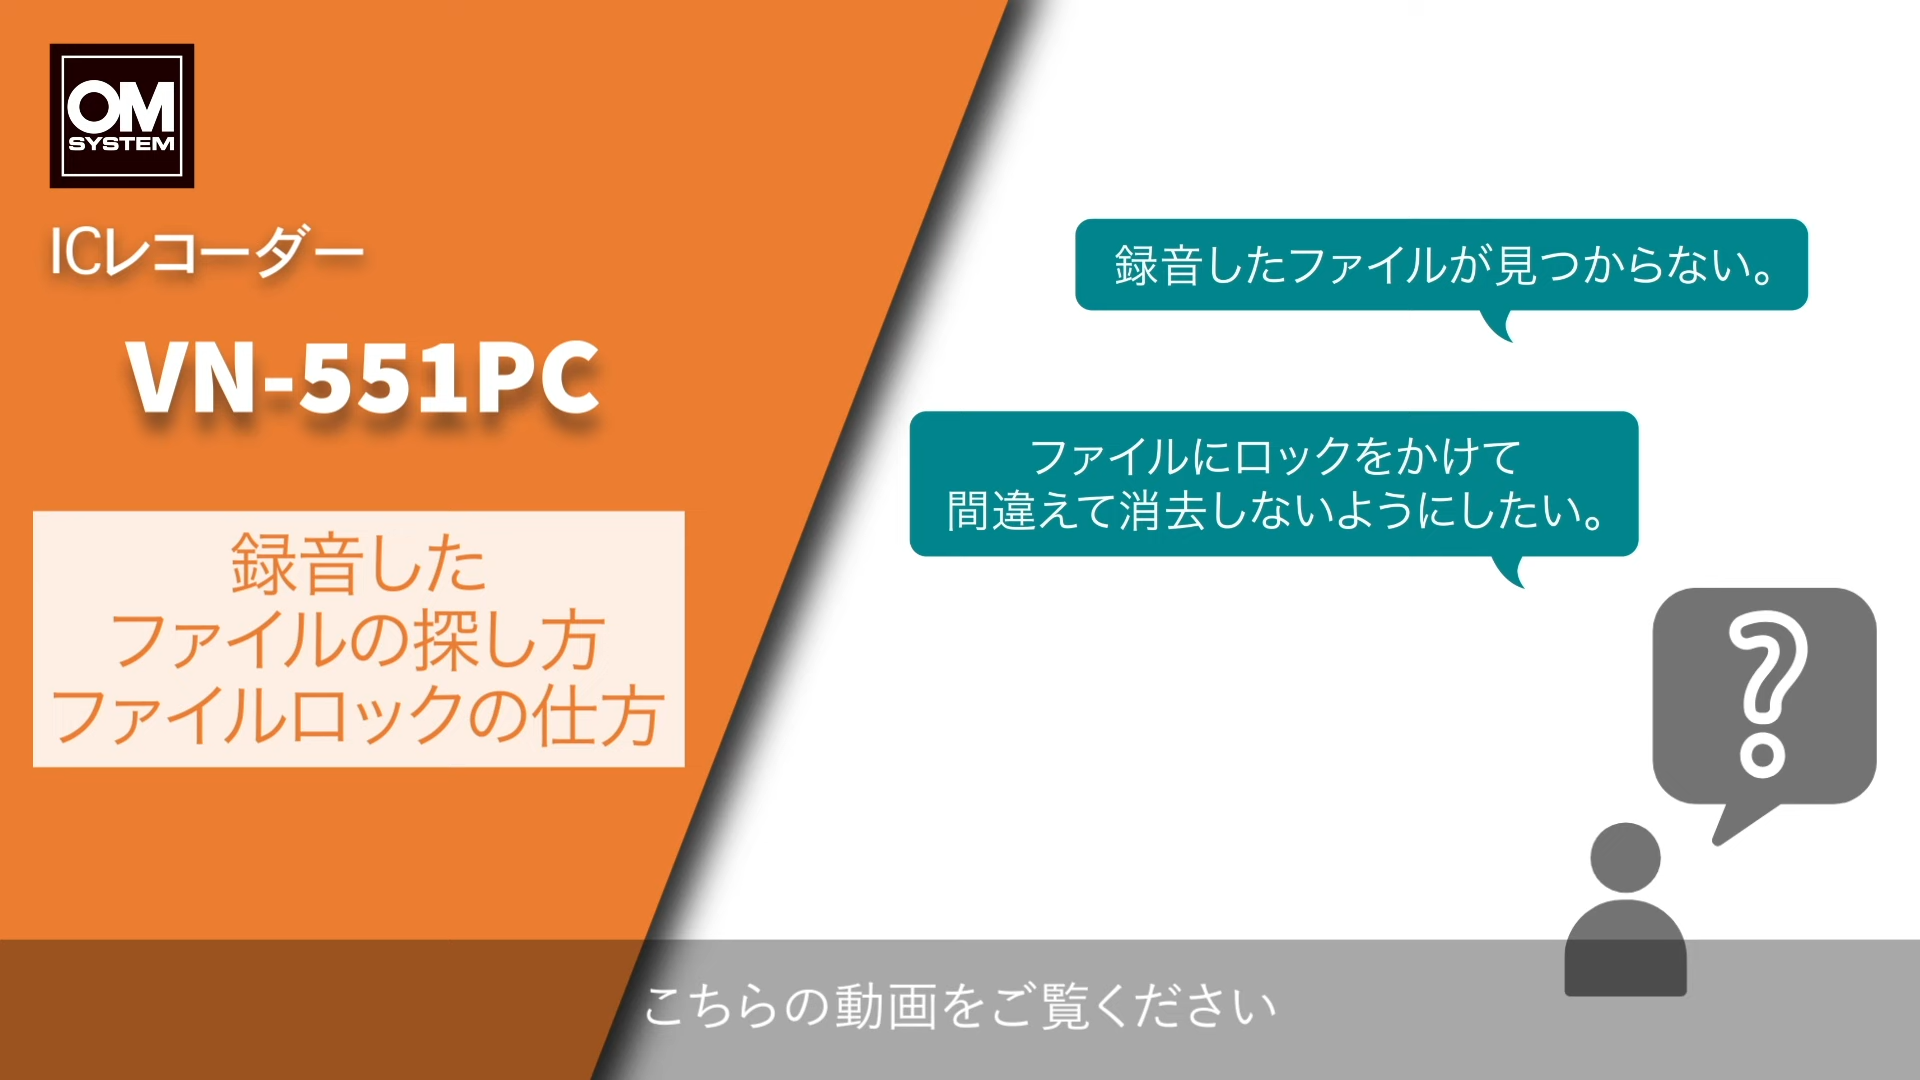 OM
SYSTEM
ICレコーダー
VN-551PC
録音した
ファイルの探し方
ファイルロックの仕方
録音したファイルが見つからない。
ファイルにロックをかけて
間違えて消去しないようにしたい。
?
こちらの動画をご覧ください